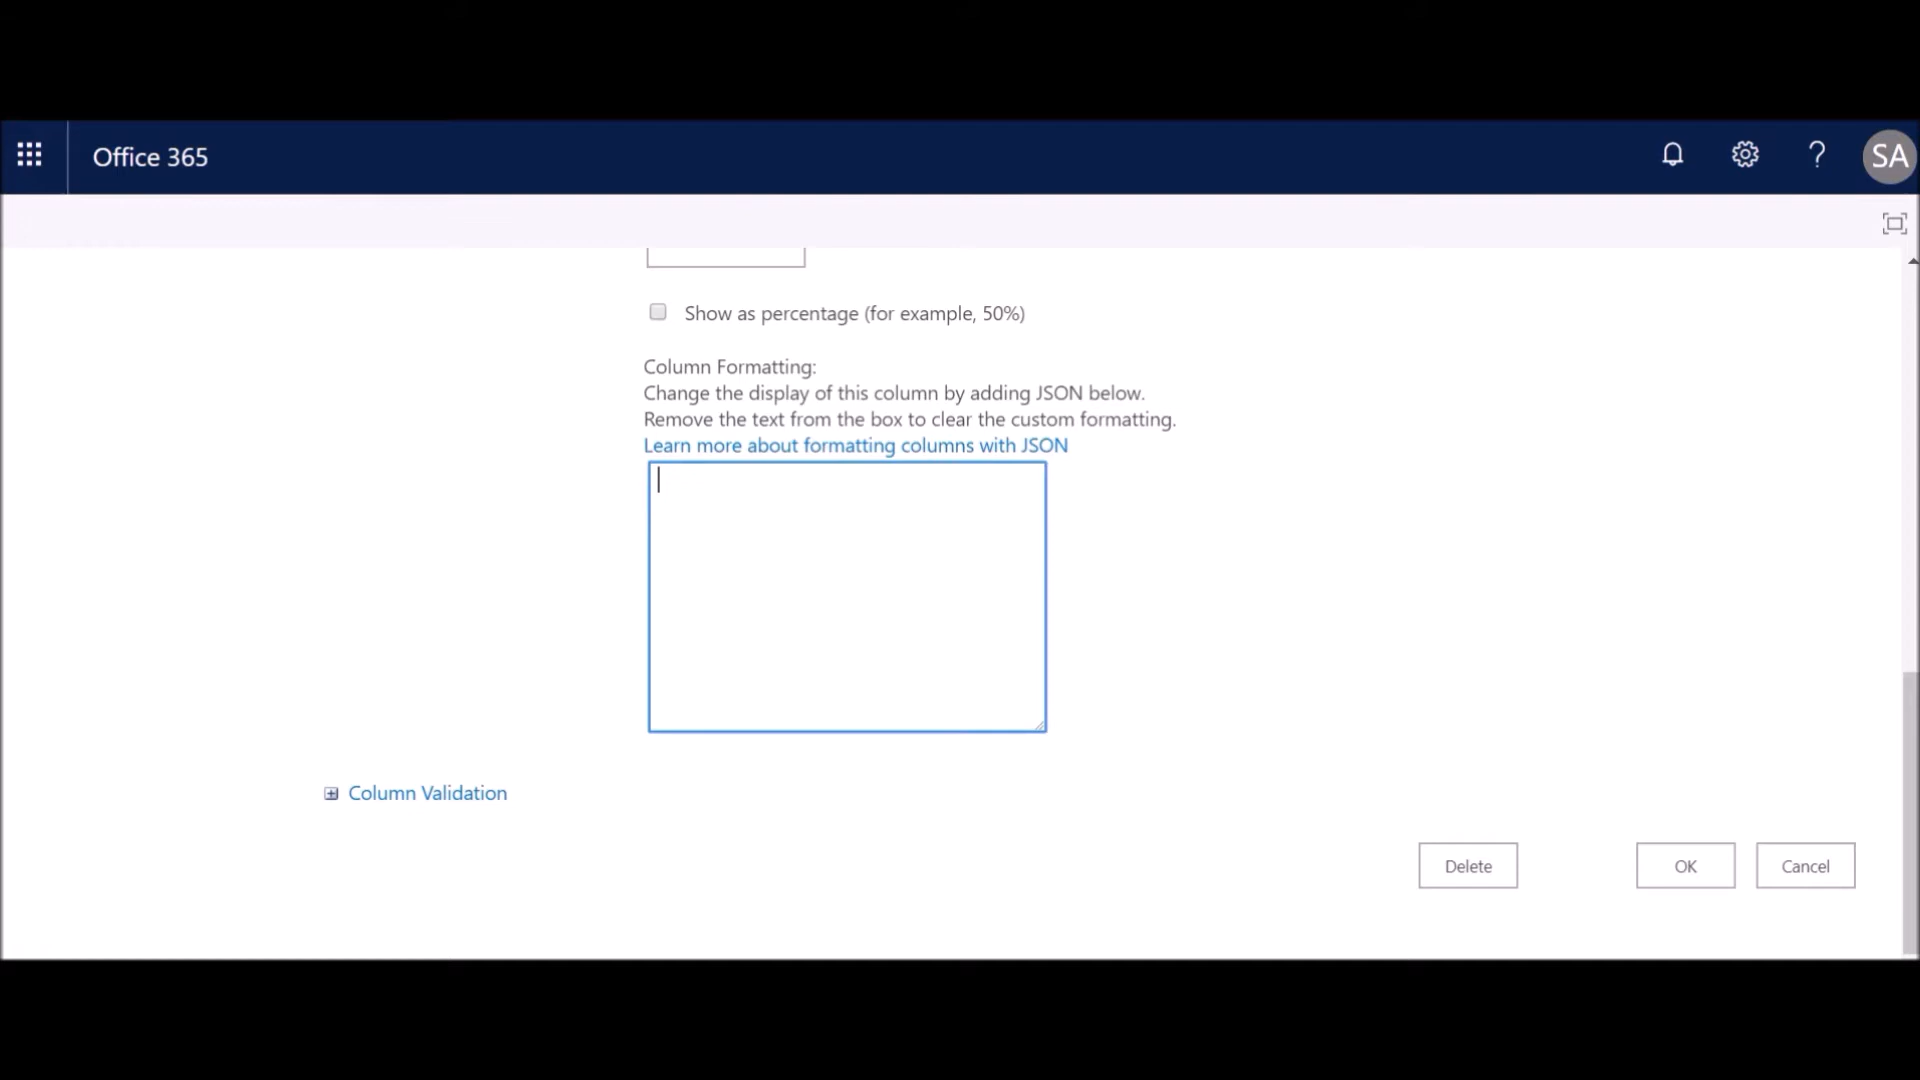 Office 365
?
SA
Show as percentage (for example, 50%)
Column Formatting:
Change the display of this column by adding JSON below.
Remove the text from the box to clear the custom formatting.
Learn more about formatting columns with JSON
Column Validation
Delete
OK
Cancel